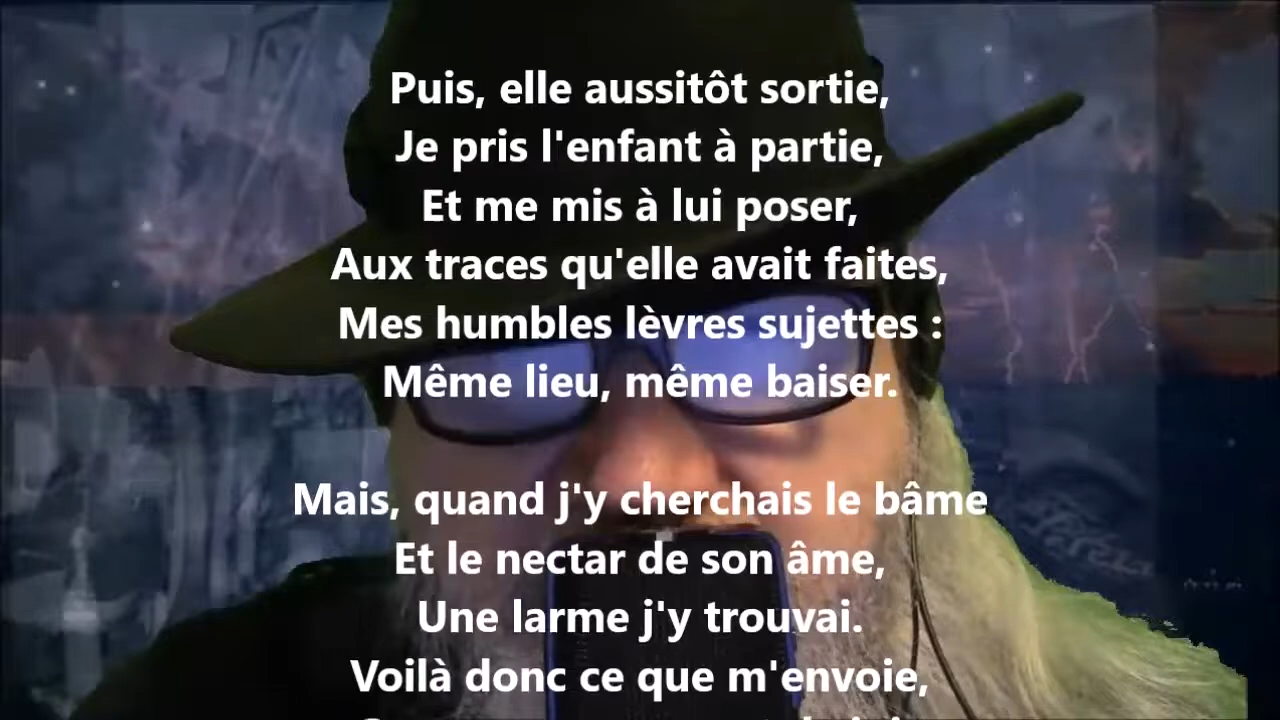 Puis, elle aussitôt sortie,
Je pris l'enfant à partie,
Et me mis à lui poser,
Aux traces qu'elle avait faites,
Mes humbles lèvres sujettes :
Même lieu, même baiser.
Mais, quand j'y cherchais le bâme
Et le nectar de son âme,
Une larme j'y trouvai.
Voilà donc ce que m'envoie,